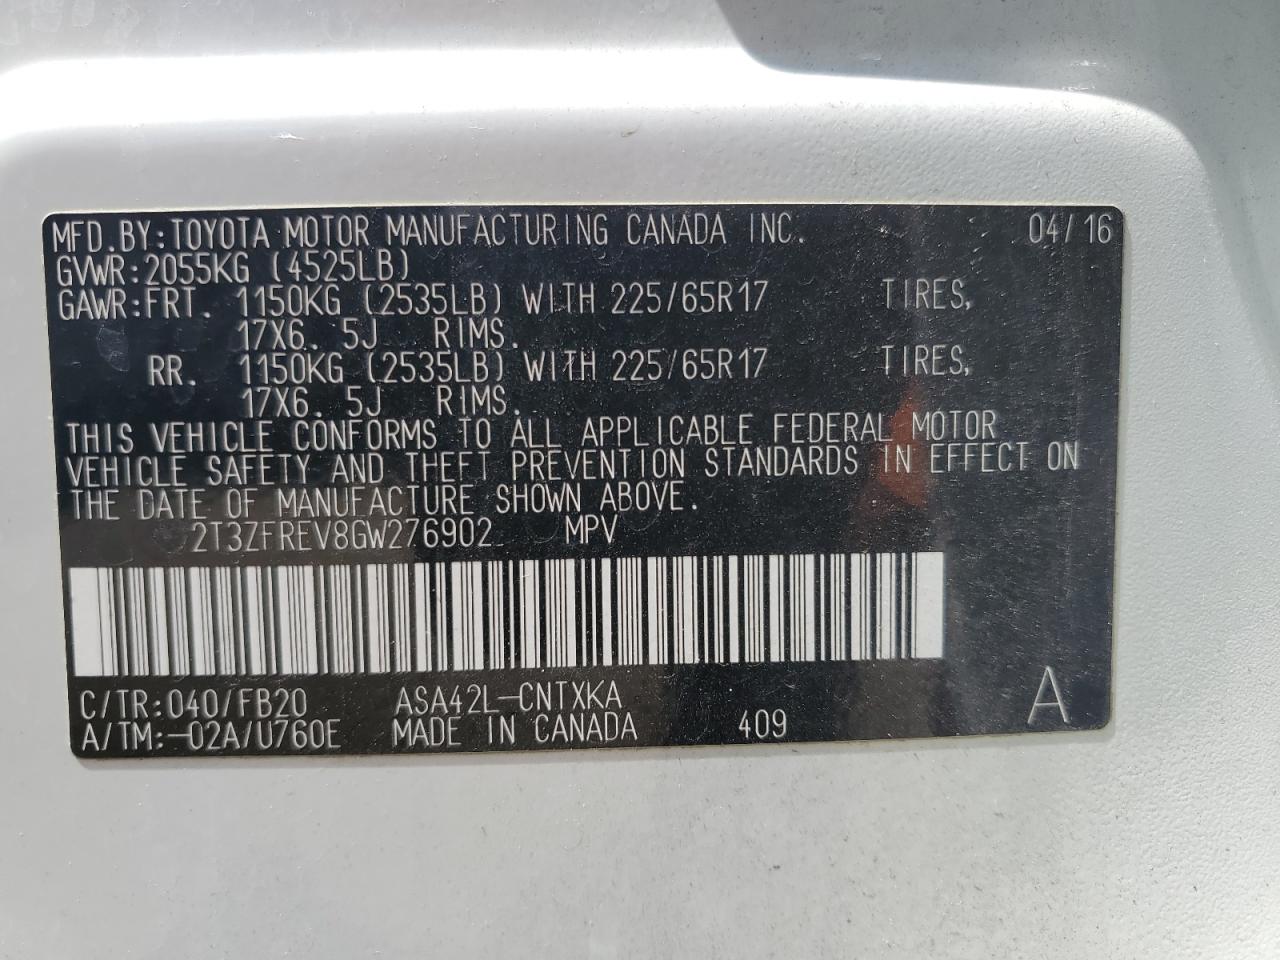 MFD.BY:TOYOTA MOTOR MANUFACTURING CANADA INC. 04/16
GVWR:2055KG (4525LB)
GAWR:FRT. 1150KG (2535LB) WITH 225/65R17 TIRES,
17X6.5J RIMS.
RR. 1150KG (2535LB) WITH 225/65R17 TIRES,
17X6.5J RIMS.
THIS VEHICLE CONFORMS TO ALL APPLICABLE FEDERAL MOTOR
VEHICLE SAFETY AND THEFT PREVENTION STANDARDS IN EFFECT ON
THE DATE OF MANUFACTURE SHOWN ABOVE.
2T3ZFREV8GW276902 MPV
C/TR:040/FB20 ASA42L-CNTXKA A
A/TM:-02A/U760E MADE IN CANADA 409